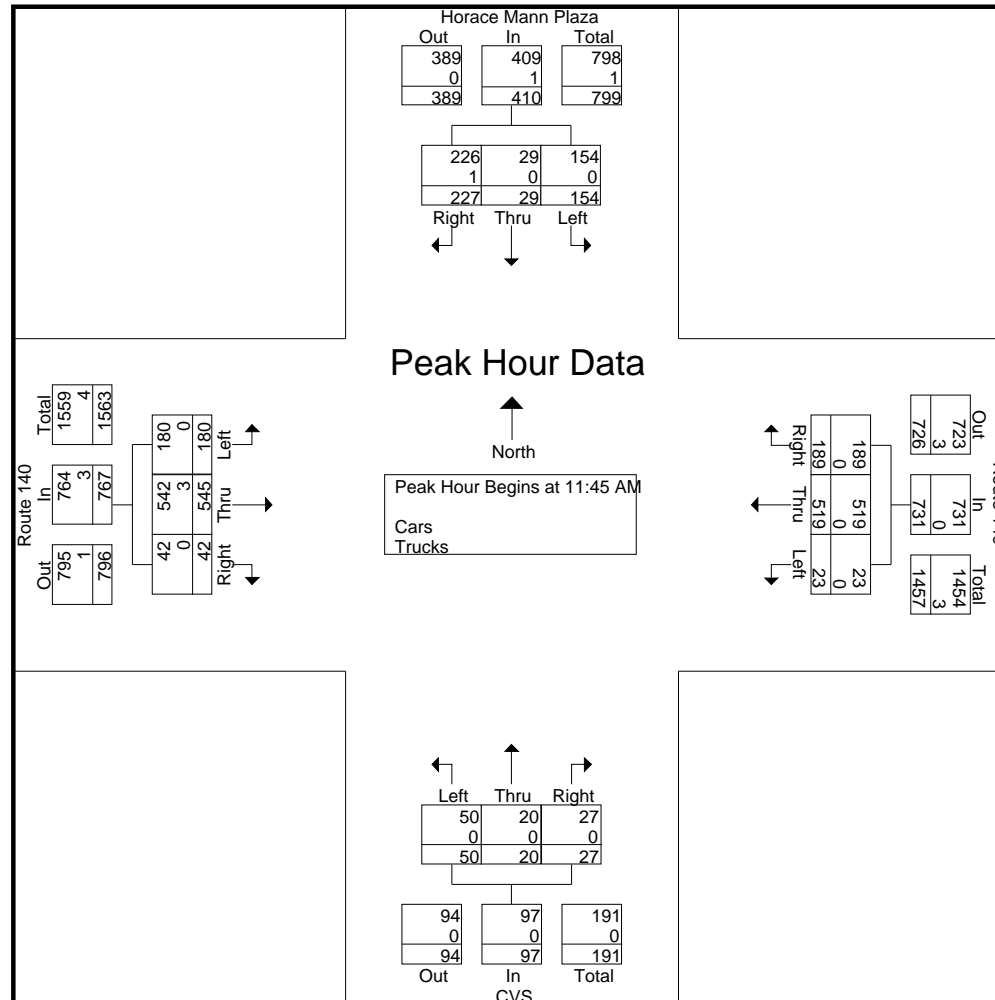 Horace Mann Plaza
Out In Total
389 409 798
0 1 1
389 410 799
226 29 154
1 0 0
227 29 154
Right Thru Left
Peak Hour Data
North
Peak Hour Begins at 11:45 AM
Cars
Trucks
Route 140
Total
1559
4
1563
In
764
3
767
Out
795
1
796
Left
180
0
180
Thru
542
3
545
Right
42
0
42
Right
189
0
189
Thru
519
0
519
Left
23
0
23
Out
723
3
726
In
731
0
731
Total
1454
3
1457
Left Thru Right
50 20 27
0 0 0
50 20 27
94 97 191
0 0 0
94 97 191
Out In Total
CVS